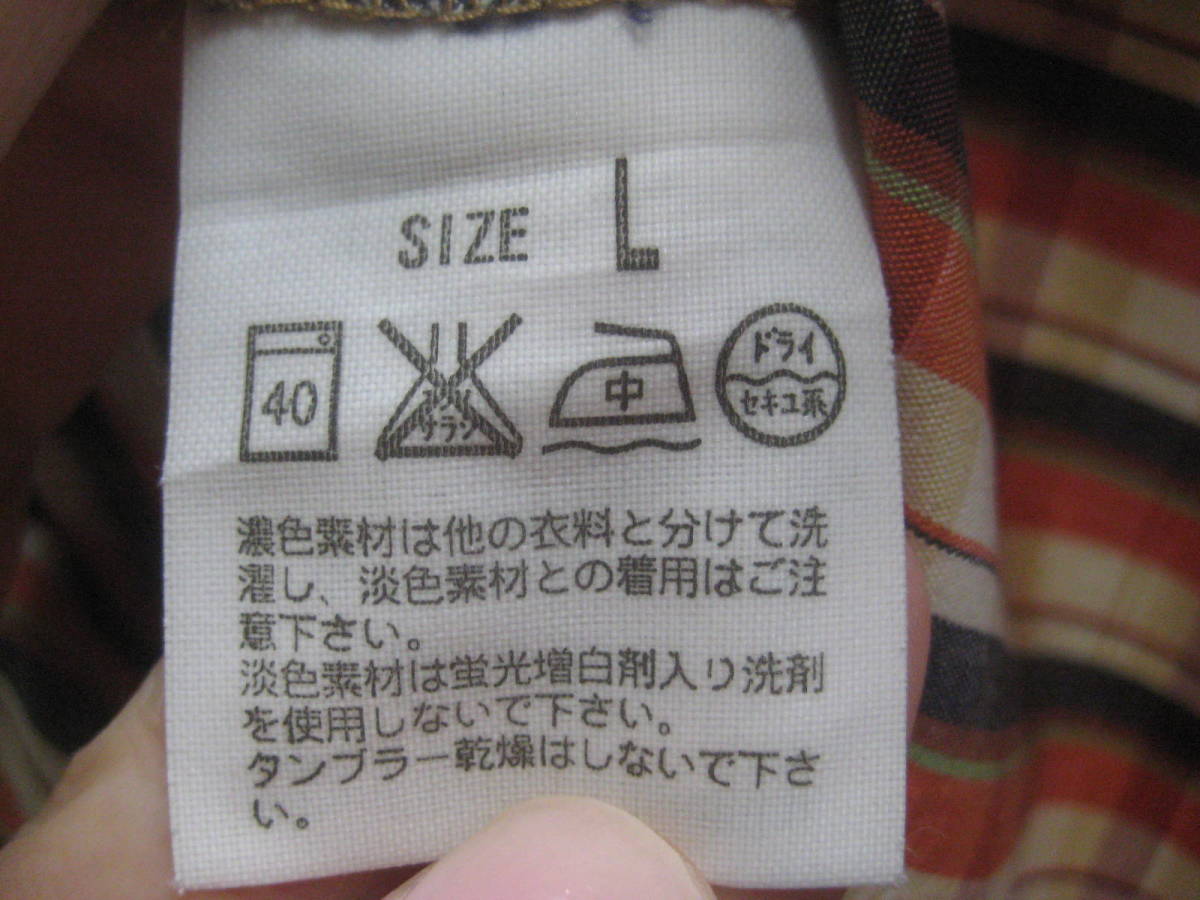 SIZE L
40
エンソ
サラシ
中
ドライ
セキユ系
濃色素材は他の衣料と分けて洗
濯し、淡色素材との着用はご注
意下さい。
淡色素材は蛍光増白剤入り洗剤
を使用しないで下さい。
タンブラー乾燥はしないで下さ
い。